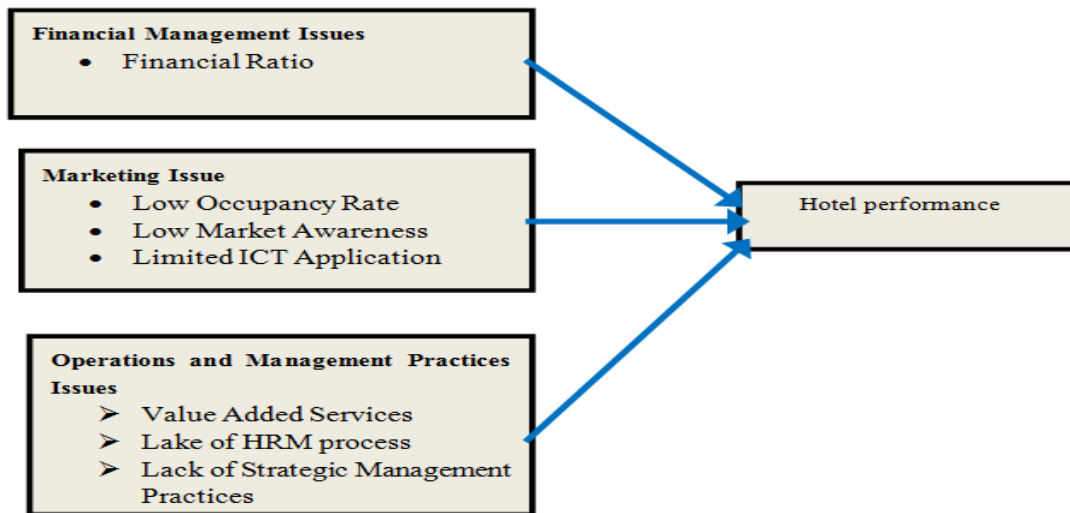 Financial Management Issues
• Financial Ratio
Marketing Issue
• Low Occupancy Rate
• Low Market Awareness
• Limited ICT Application
Operations and Management Practices
Issues
➤ Value Added Services
➤ Lake of HRM process
➤ Lack of Strategic Management
Practices
Hotel performance